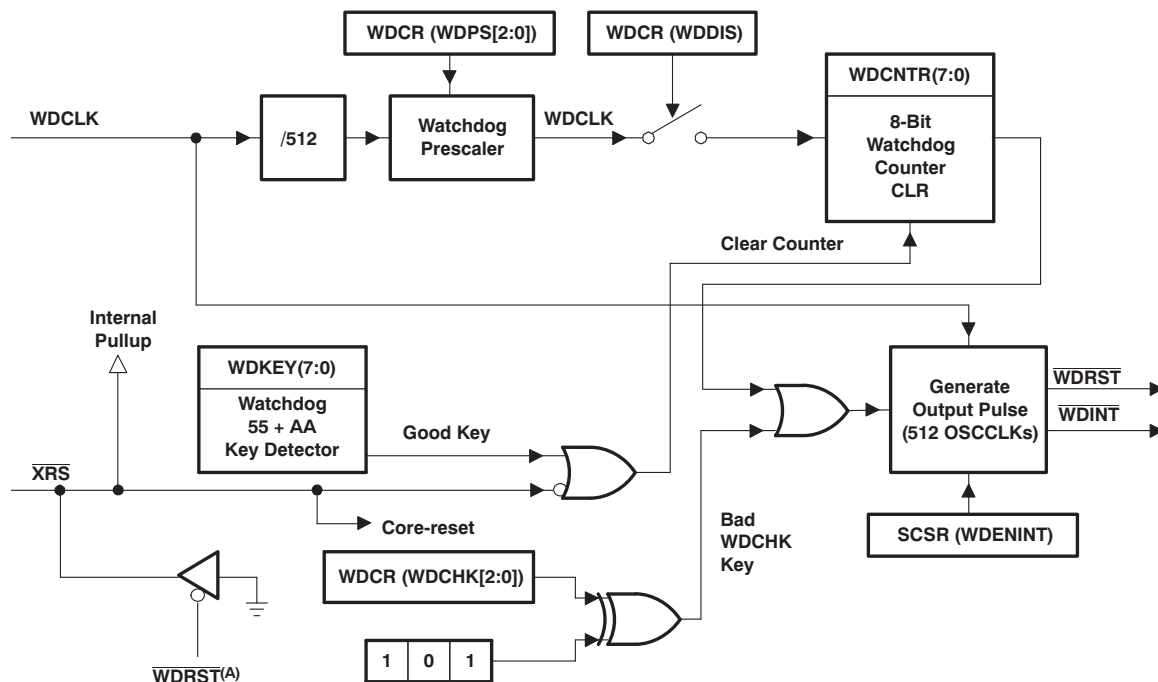 WDCR (WDPS[2:0])
WDCR (WDDIS)
WDCNTR(7:0)
WDCLK
/512
Watchdog
Prescaler
WDCLK
8-Bit
Watchdog
Counter
CLR
Clear Counter
Internal
Pullup
WDKEY(7:0)
Watchdog
55 + AA
Key Detector
Good Key
Generate
Output Pulse
(512 OSCCLKs)
WDRST
WDINT
XRS
Core-reset
Bad
WDCHK
Key
SCSR (WDENINT)
WDCR (WDCHK[2:0])
1 0 1
WDRST(A)